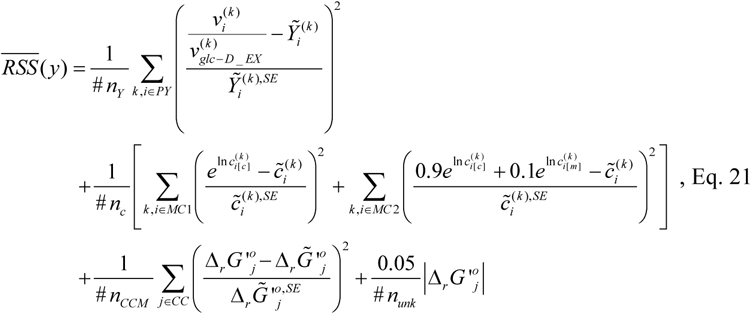 \overline{RSS}(y) = \frac{1}{\# n_Y} \sum_{k,i \in PY} \left( \frac{\frac{v_i^{(k)}}{v_{glc-D\_EX}^{(k)}} - \tilde{Y}_i^{(k)}}{\tilde{Y}_i^{(k),SE}} \right)^2
+ \frac{1}{\# n_c} \left[ \sum_{k,i \in MC1} \left( \frac{e^{\ln c_{i[c]}^{(k)}} - \tilde{c}_i^{(k)}}{\tilde{c}_i^{(k),SE}} \right)^2 + \sum_{k,i \in MC2} \left( \frac{0.9e^{\ln c_{i[c]}^{(k)}} + 0.1e^{\ln c_{i[m]}^{(k)}} - \tilde{c}_i^{(k)}}{\tilde{c}_i^{(k),SE}} \right)^2 \right] , Eq. 21
+ \frac{1}{\# n_{CCM}} \sum_{j \in CC} \left( \frac{\Delta_r G'^o_j - \Delta_r \tilde{G}'^o_j}{\Delta_r \tilde{G}'^{o,SE}_j} \right)^2 + \frac{0.05}{\# n_{unk}} \left| \Delta_r G'^o_j \right|